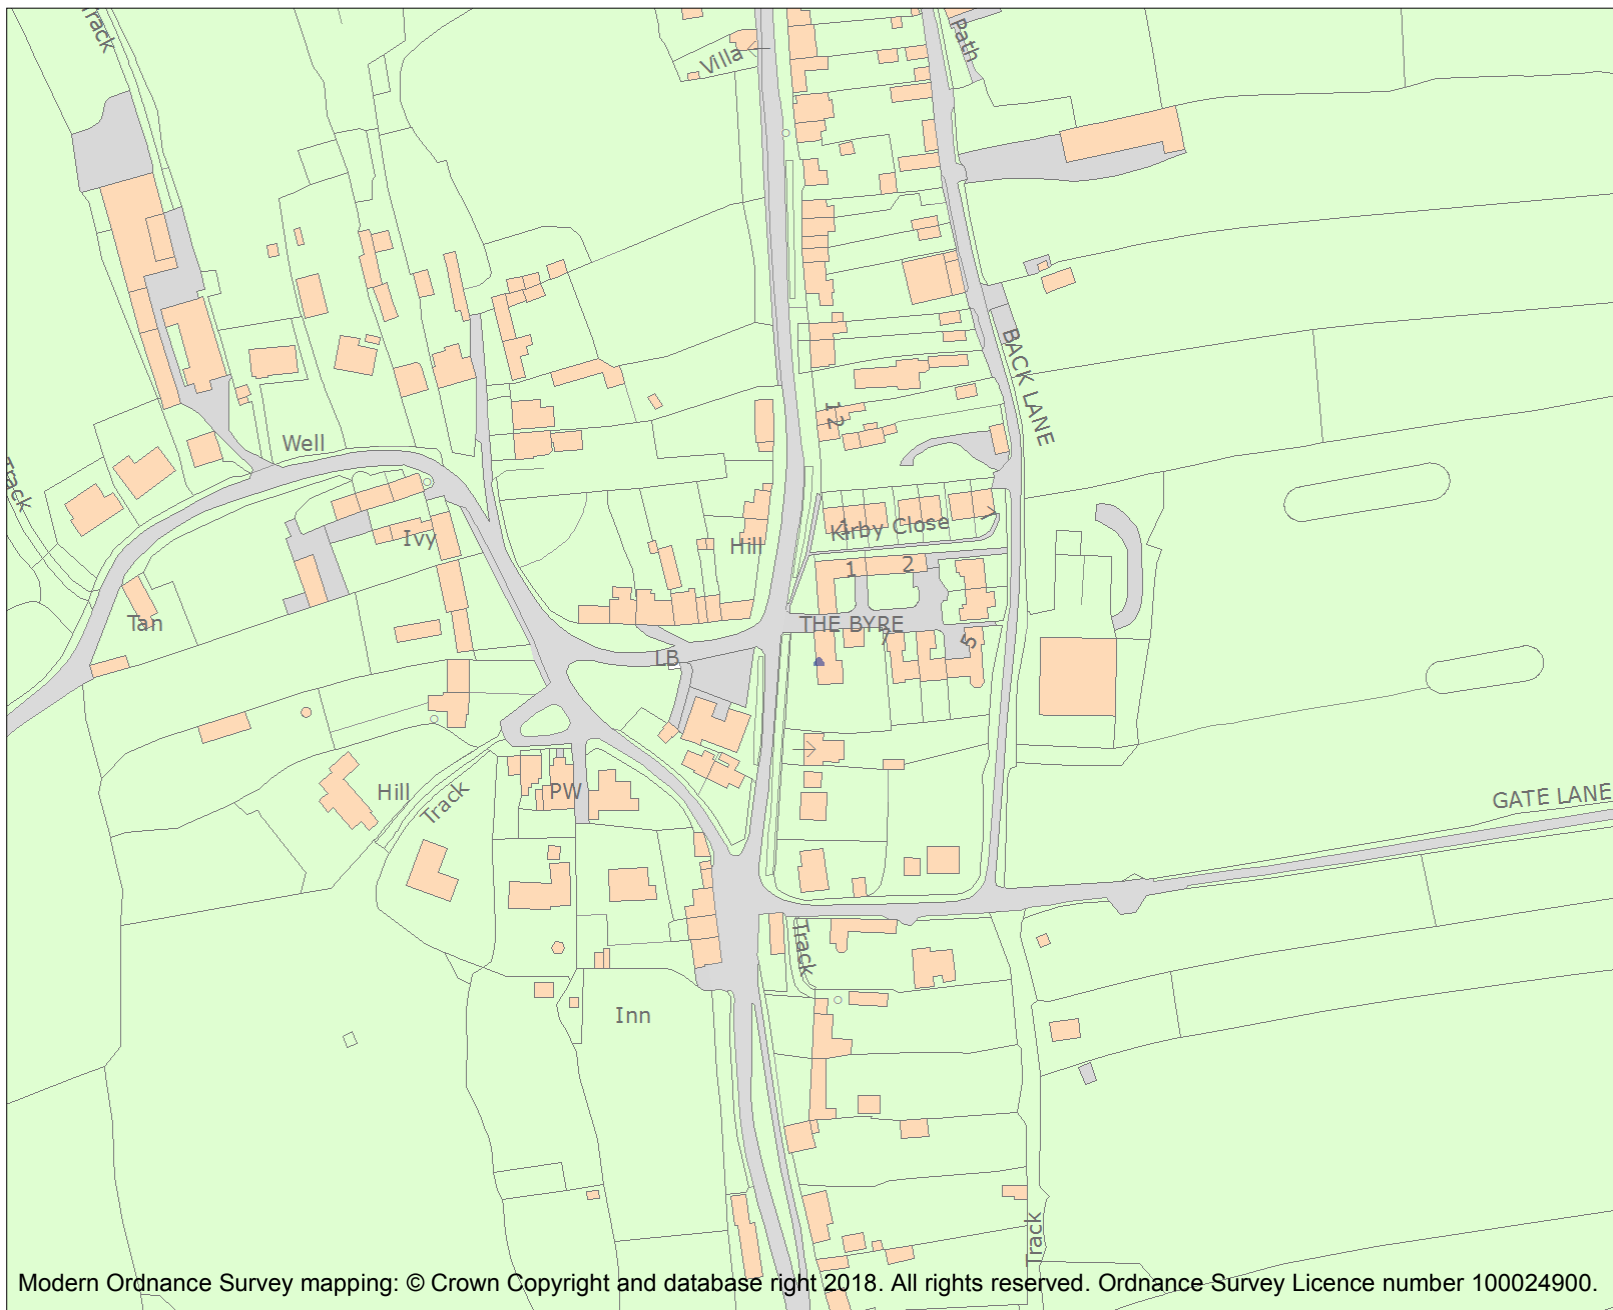 Track
Path
Villa
BACK LANE
12
Well
Track
Ivy
Hill
1
Kirby Close
7
1
2
Tan
THE BYRE
7
5
LB
Hill
Track
PW
GATE LANE
Track
Inn
Track
Modern Ordnance Survey mapping: © Crown Copyright and database right 2018. All rights reserved. Ordnance Survey Licence number 100024900.